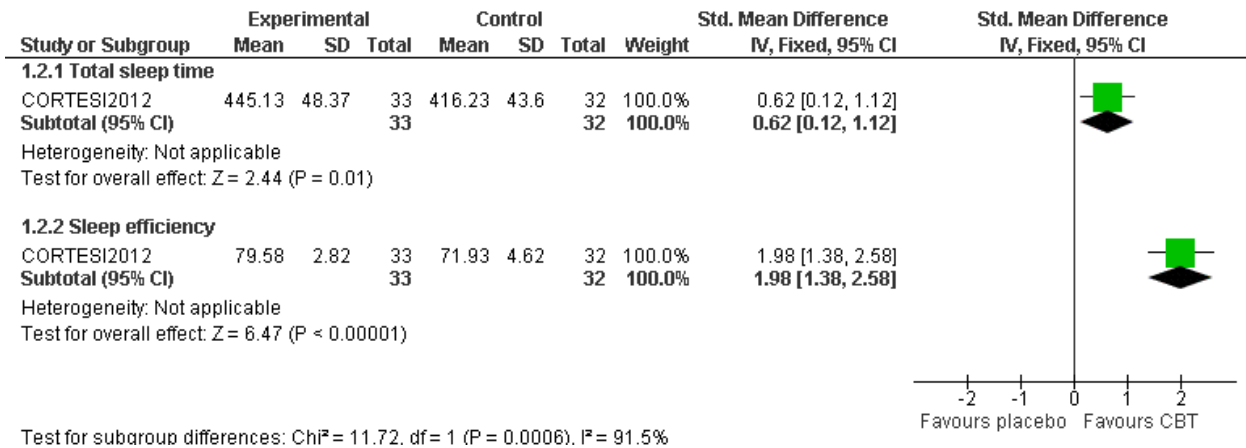 Experimental Control Std. Mean Difference Std. Mean Difference
Study or Subgroup Mean SD Total Mean SD Total Weight IV, Fixed, 95% CI IV, Fixed, 95% CI
1.2.1 Total sleep time
CORTESI2012 445.13 48.37 33 416.23 43.6 32 100.0% 0.62 [0.12, 1.12]
Subtotal (95% CI) 33 32 100.0% 0.62 [0.12, 1.12]
Heterogeneity: Not applicable
Test for overall effect: Z = 2.44 (P = 0.01)
1.2.2 Sleep efficiency
CORTESI2012 79.58 2.82 33 71.93 4.62 32 100.0% 1.98 [1.38, 2.58]
Subtotal (95% CI) 33 32 100.0% 1.98 [1.38, 2.58]
Heterogeneity: Not applicable
Test for overall effect: Z = 6.47 (P < 0.00001)
-2 -1 0 1 2
Favours placebo Favours CBT
Test for subgroup differences: Chi² = 11.72, df = 1 (P = 0.0006), I² = 91.5%